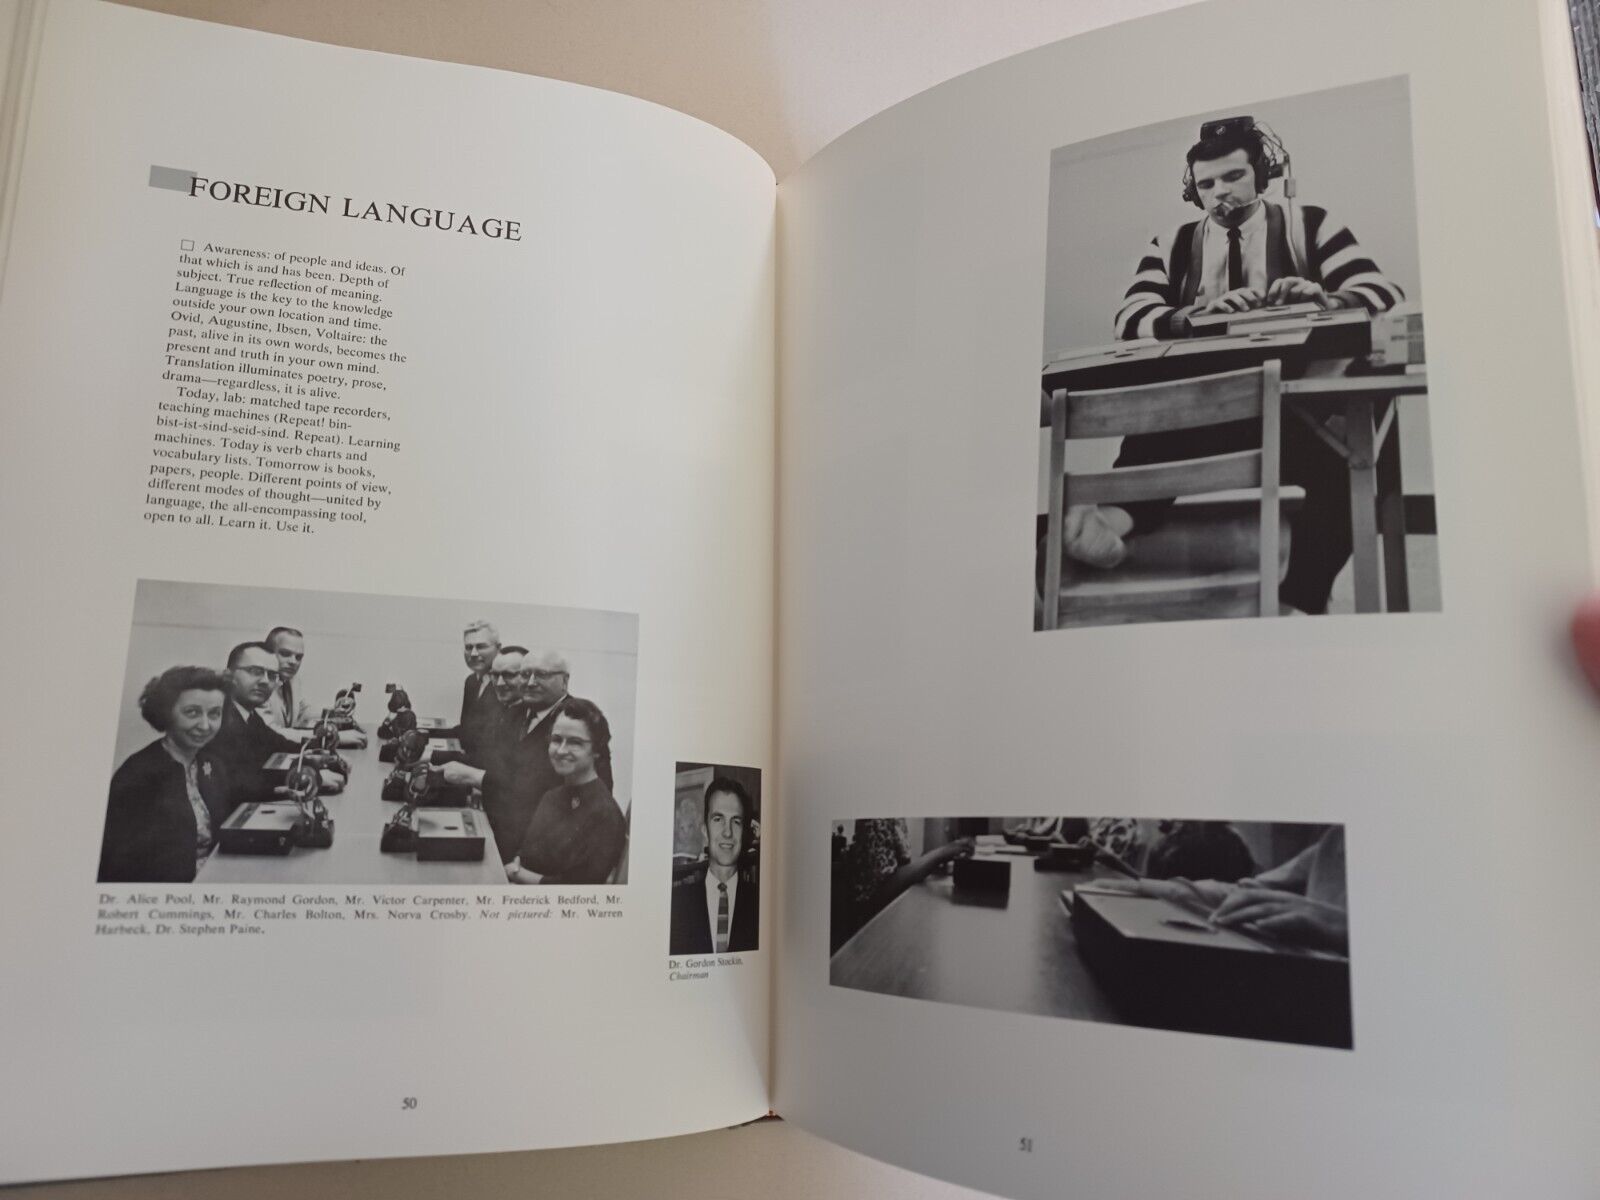 FOREIGN LANGUAGE
□ Awareness: of people and ideas. Of
that which is and has been. Depth of
subject. True reflection of meaning.
Language is the key to the knowledge
outside your own location and time.
Ovid, Augustine, Ibsen, Voltaire: the
past, alive in its own words, becomes the
present and truth in your own mind.
Translation illuminates poetry, prose,
drama—regardless, it is alive.
Today, lab: matched tape recorders,
teaching machines (Repeat! bin-
bist-ist-sind-seid-sind. Repeat). Learning
machines. Today is verb charts and
vocabulary lists. Tomorrow is books,
papers, people. Different points of view,
different modes of thought—united by
language, the all-encompassing tool,
open to all. Learn it. Use it.
Dr. Alice Pool, Mr. Raymond Gordon, Mr. Victor Carpenter, Mr. Frederick Bedford, Mr.
Robert Cummings, Mr. Charles Bolton, Mrs. Norva Crosby. Not pictured: Mr. Warren
Harbeck, Dr. Stephen Paine.
Dr. Gordon Stockin,
Chairman
50
51